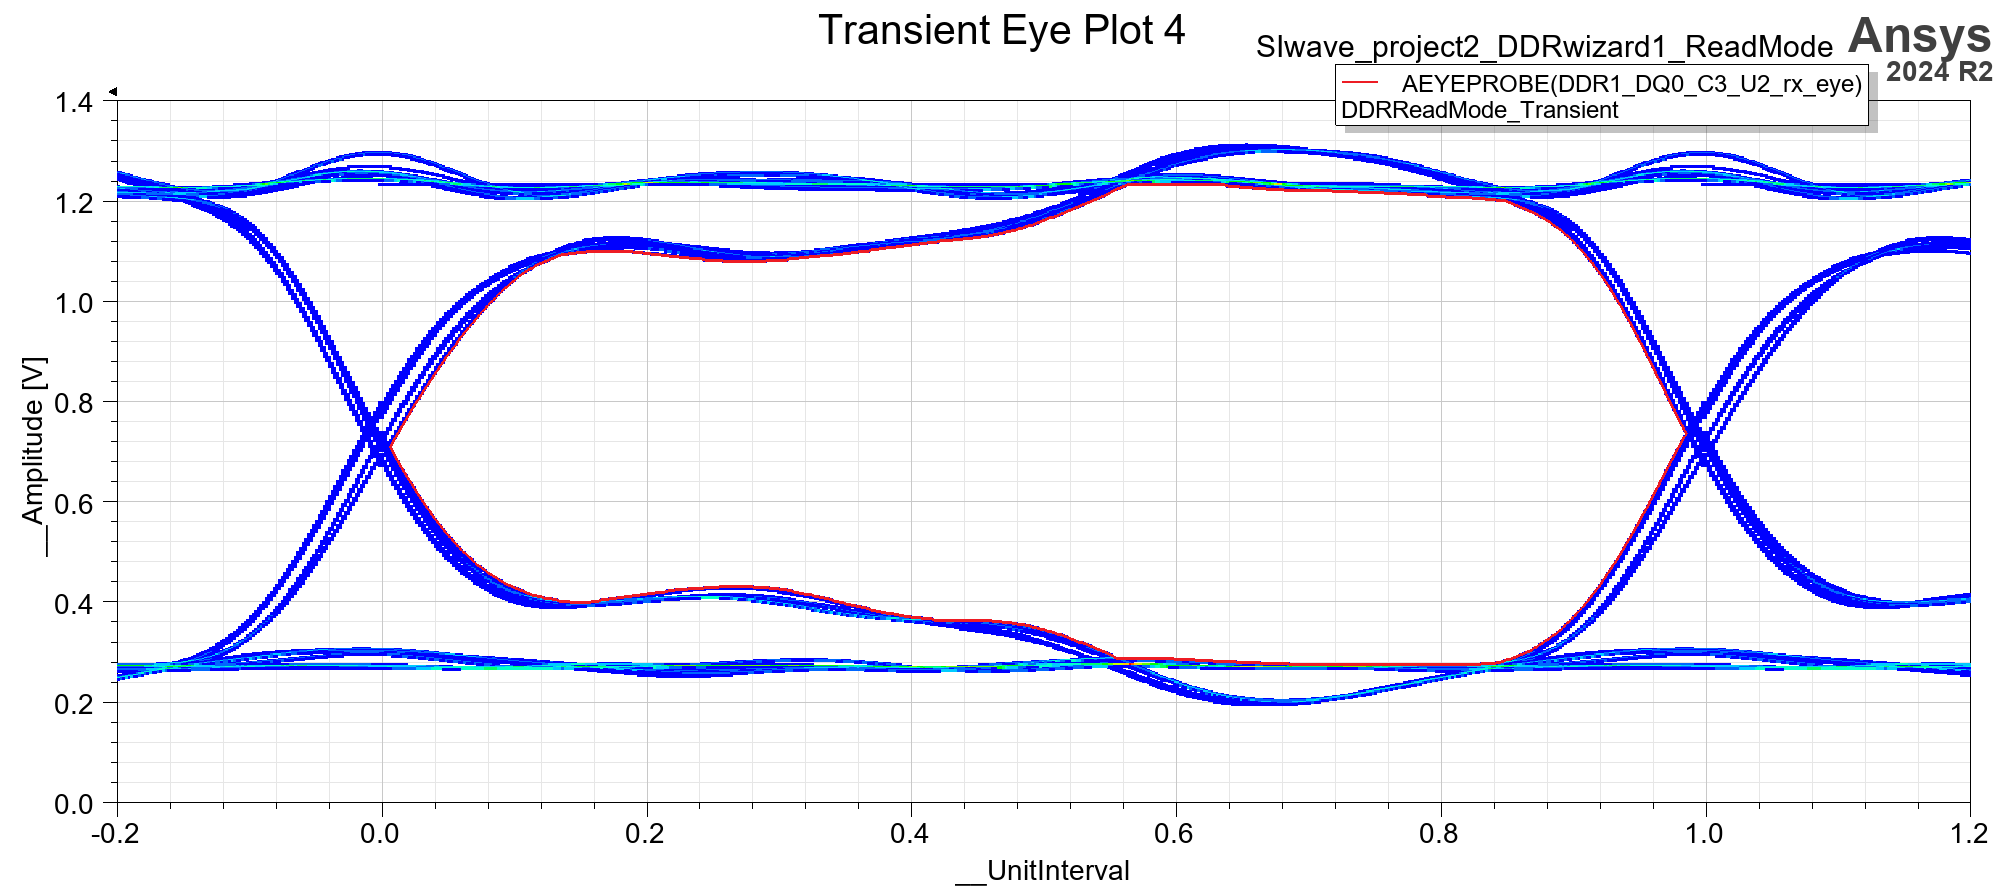 Transient Eye Plot 4
SIwave_project2_DDRwizard1_ReadMode
Ansys
2024 R2
AEYEPROBE(DDR1_DQ0_C3_U2_rx_eye)
DDRReadMode_Transient
1.4
1.2
1.0
0.8
0.6
0.4
0.2
0.0
__Amplitude [V]
-0.2 0.0 0.2 0.4 0.6 0.8 1.0 1.2
__UnitInterval